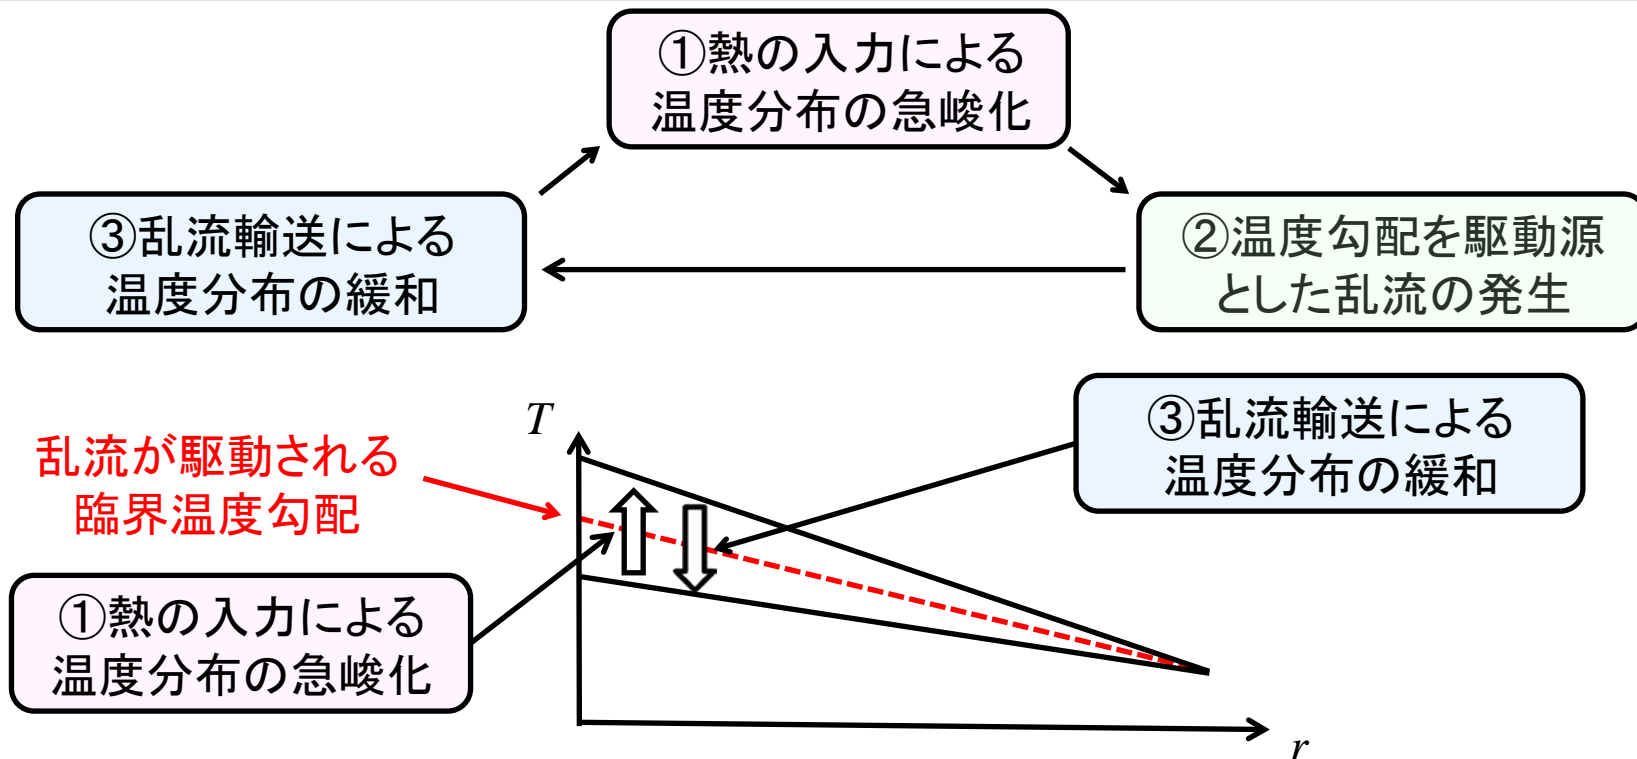 ①熱の入力による
温度分布の急峻化
③乱流輸送による
温度分布の緩和
②温度勾配を駆動源
とした乱流の発生
T
乱流が駆動される
臨界温度勾配
③乱流輸送による
温度分布の緩和
①熱の入力による
温度分布の急峻化
r